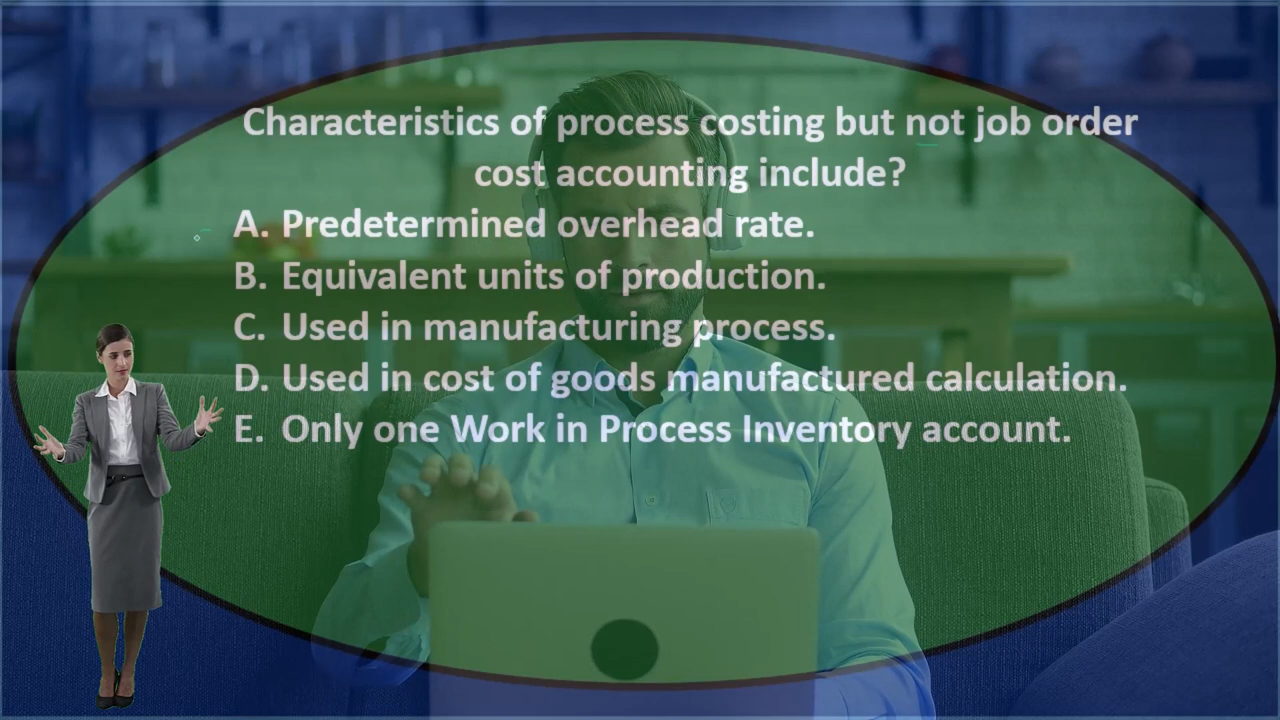 Characteristics of process costing but not job order
cost accounting include?
A. Predetermined overhead rate.
B. Equivalent units of production.
C. Used in manufacturing process.
D. Used in cost of goods manufactured calculation.
E. Only one Work in Process Inventory account.